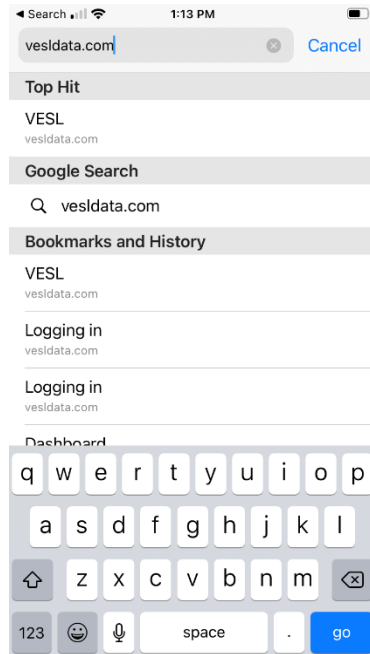 Search 1:13 PM
vesldata.com Cancel
Top Hit
VESL
vesldata.com
Google Search
vesldata.com
Bookmarks and History
VESL
vesldata.com
Logging in
vesldata.com
Logging in
vesldata.com
Dashboard
q w e r t y u i o p
a s d f g h j k l
z x c v b n m
123 space . go